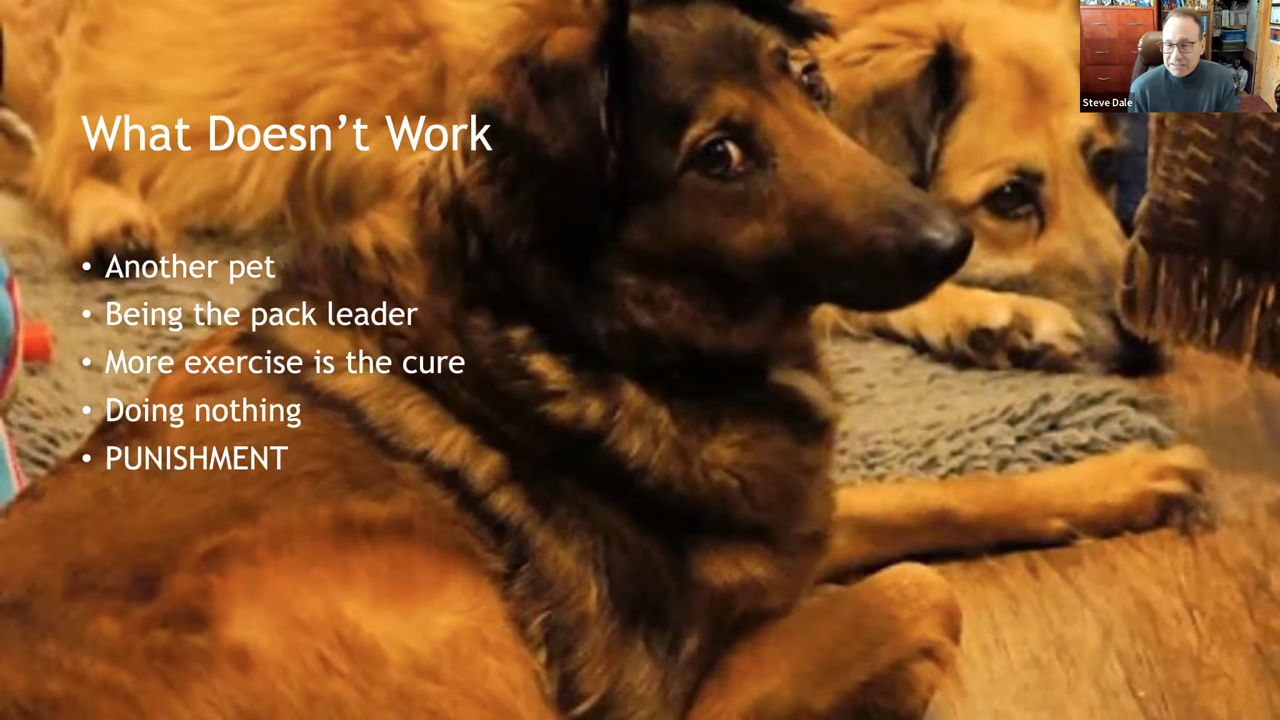 What Doesn’t Work
• Another pet
• Being the pack leader
• More exercise is the cure
• Doing nothing
• PUNISHMENT
Steve Dale